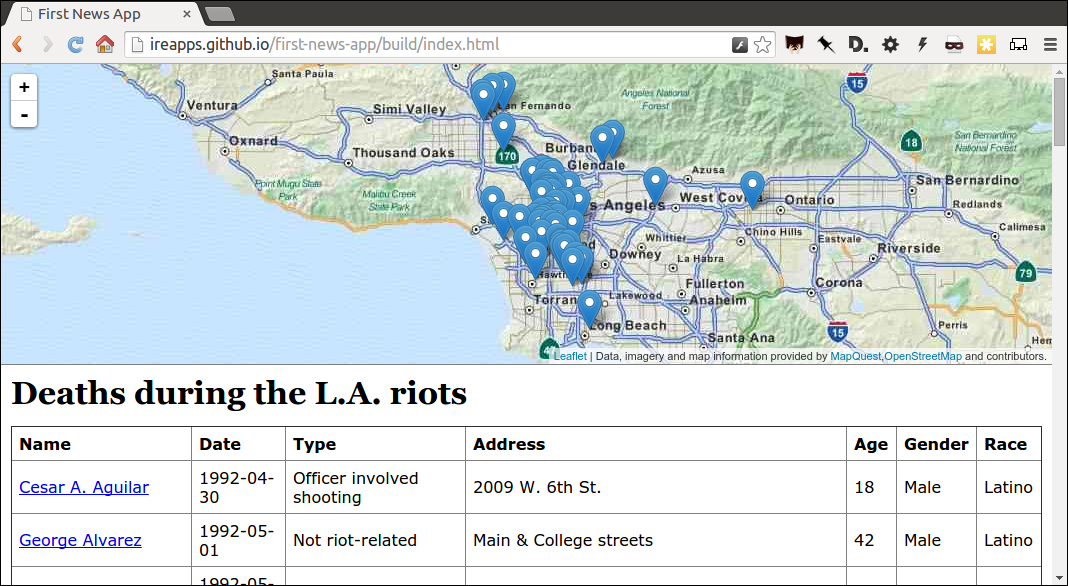 First News App
ireapps.github.io/first-news-app/build/index.html
+
-
Santa Paula
Ventura
Simi Valley
San Fernando
Angeles National
Forest
15
Oxnard
Thousand Oaks
170
Burbank
Glendale
18
San Bernardino
National Forest
Azusa
Point Mugu State
Park
Malibu Creek
State Park
West Covina
Ontario
San Bernardino
Redlands
s Angeles
Calimesa
Whittier
Chino Hills
Eastvale
Riverside
Downey
La Habra
Hawthorne
79
Torrance
Lakewood
Fullerton
Anaheim
Corona
Long Beach
15
Perris
Santa Ana
Hem
47
Leaflet | Data, imagery and map information provided by MapQuest,OpenStreetMap and contributors.
Deaths during the L.A. riots
Name Date Type Address Age Gender Race
Cesar A. Aguilar 1992-04-30 Officer involved shooting 2009 W. 6th St. 18 Male Latino
George Alvarez 1992-05-01 Not riot-related Main & College streets 42 Male Latino
1992-05-